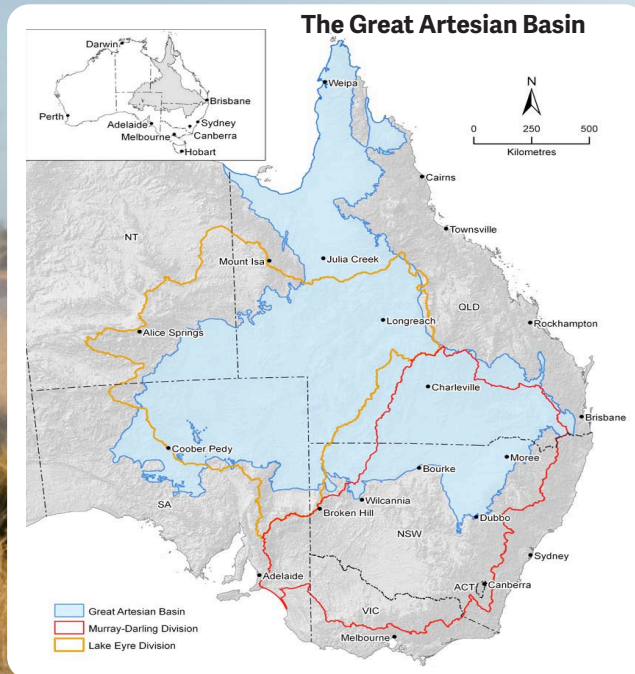 The Great Artesian Basin
Darwin
Brisbane
Perth
Adelaide
Sydney
Melbourne
Canberra
Hobart
N
0 250 500
Kilometres
Weipa
Cairns
Townsville
NT
Mount Isa
Julia Creek
QLD
Longreach
Rockhampton
Alice Springs
Charleville
Brisbane
Coober Pedy
Moree
Bourke
SA
Wilcannia
Broken Hill
Dubbo
NSW
Sydney
Adelaide
ACT
Canberra
VIC
Melbourne
Great Artesian Basin
Murray-Darling Division
Lake Eyre Division